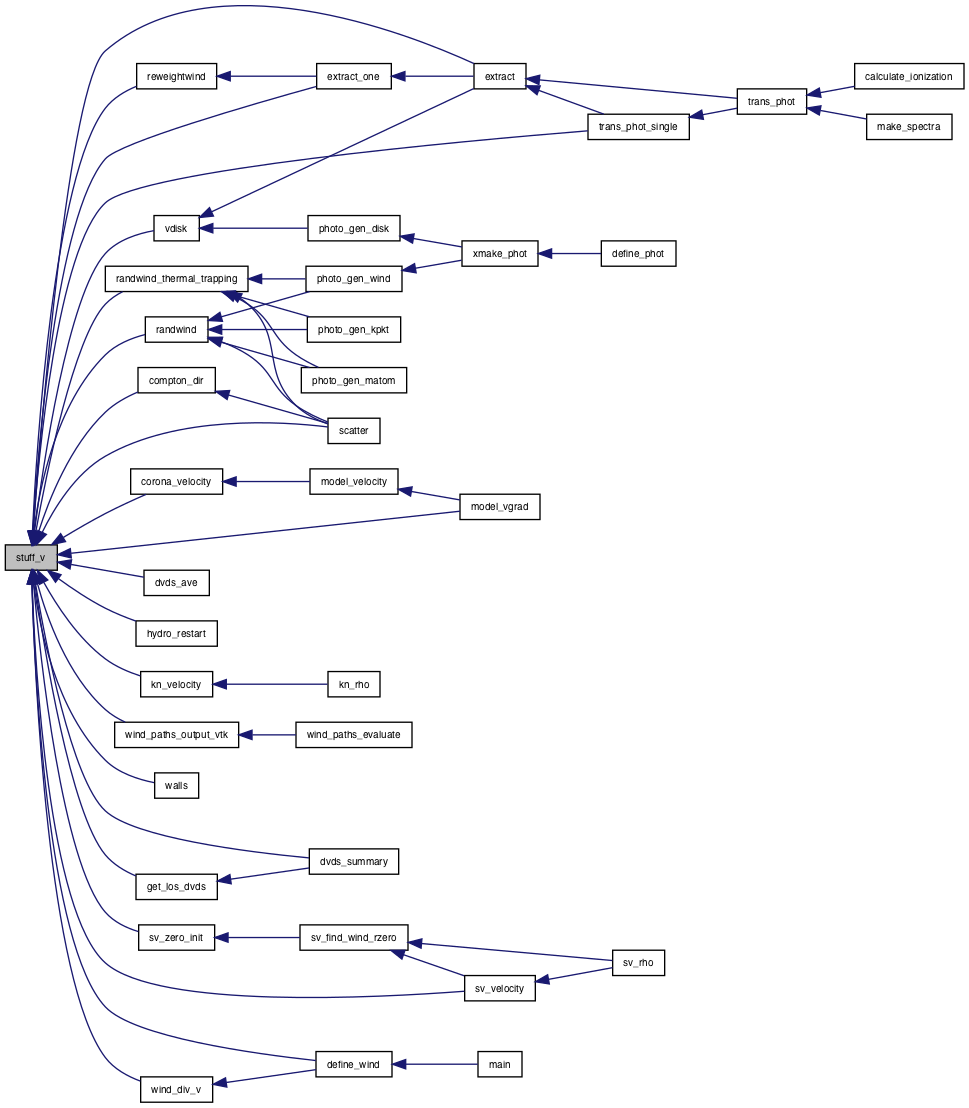 reweightwind
extract_one
extract
trans_phot
calculate_ionization
make_spectra
trans_phot_single
vdisk
photo_gen_disk
xmake_phot
define_phot
randwind_thermal_trapping
photo_gen_wind
randwind
photo_gen_kpkt
compton_dir
photo_gen_matom
scatter
corona_velocity
model_velocity
model_vgrad
stuff_v
dvds_ave
hydro_restart
kn_velocity
kn_rho
wind_paths_output_vtk
wind_paths_evaluate
walls
dvds_summary
get_los_dvds
sv_zero_init
sv_find_wind_rzero
sv_rho
sv_velocity
define_wind
main
wind_div_v